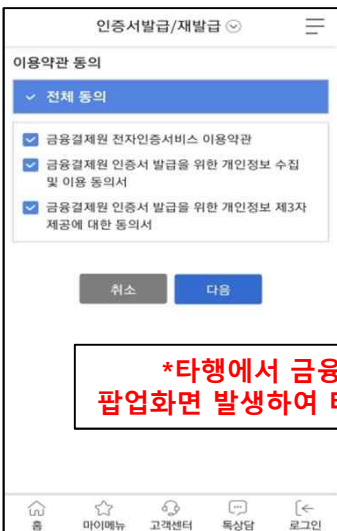 인증서발급/재발급
이용약관 동의
전체 동의
금융결제원 전자인증서비스 이용약관
금융결제원 인증서 발급을 위한 개인정보 수집
및 이용 동의서
금융결제원 인증서 발급을 위한 개인정보 제3자
제공에 대한 동의서
취소 다음
*타행에서 금융
팝업화면 발생하여
홈 마이메뉴 고객센터 톡상담 로그인